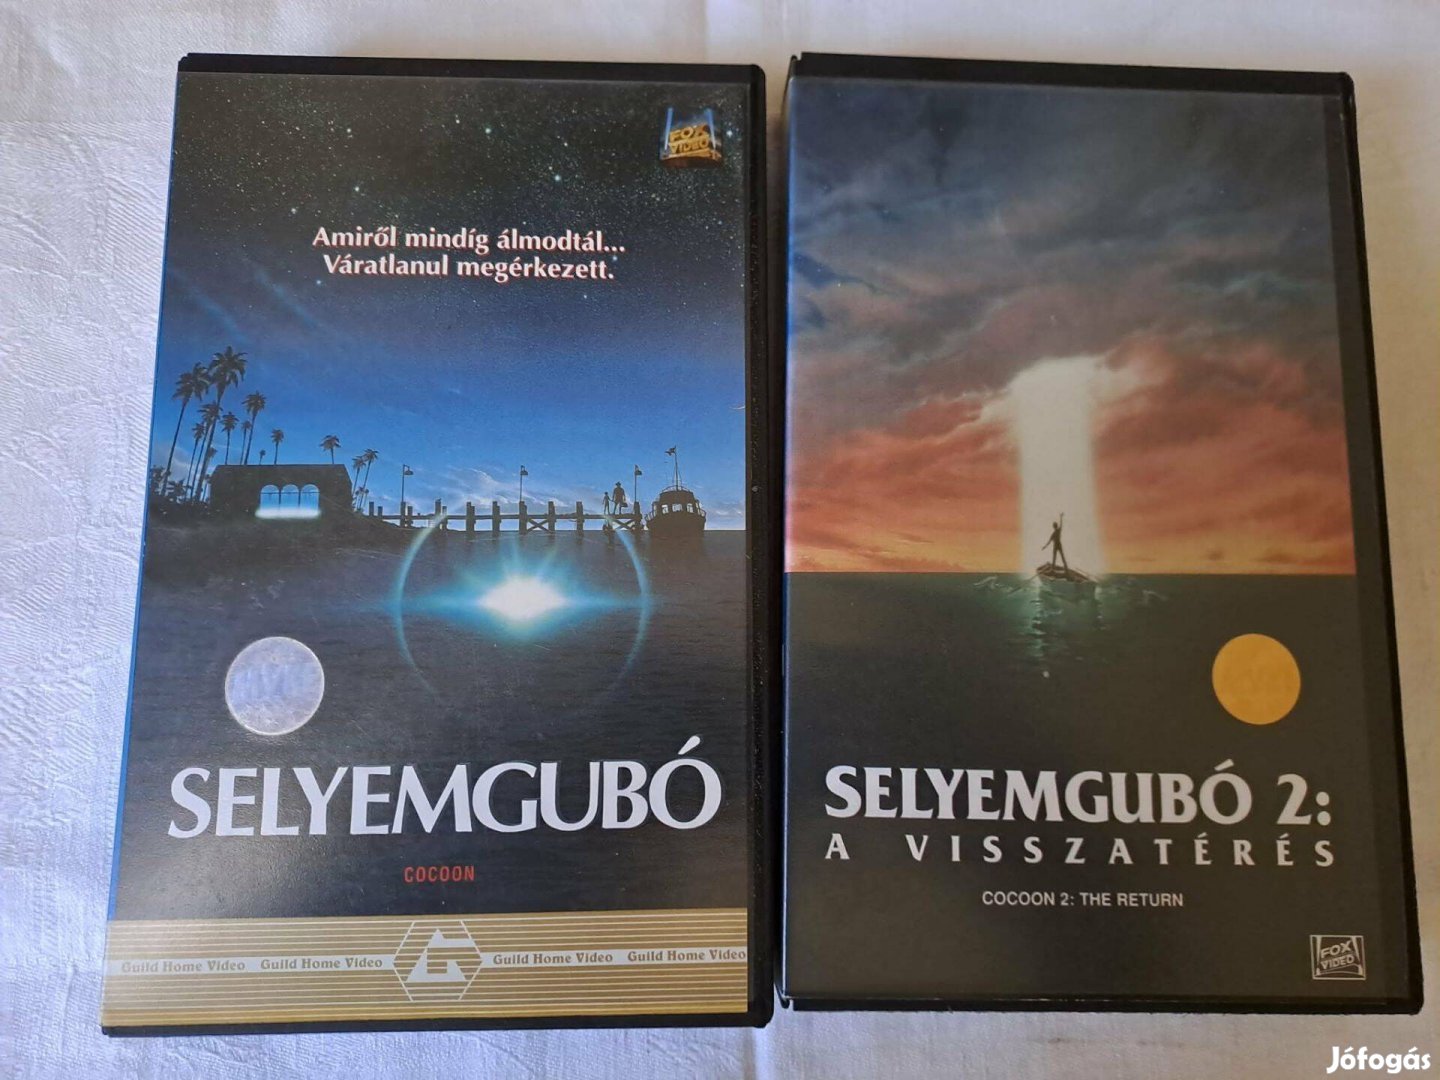 FOX
VIDEO
Amiről mindíg álmodtál...
Váratlanul megérkezett.
SELYEMGUBÓ
COCOON
Guild Home Video Guild Home Video G Guild Home Video Guild Home Video
SELYEMGUBÓ 2:
A VISSZATÉRÉS
COCOON 2: THE RETURN
FOX
VIDEO
Jófogás